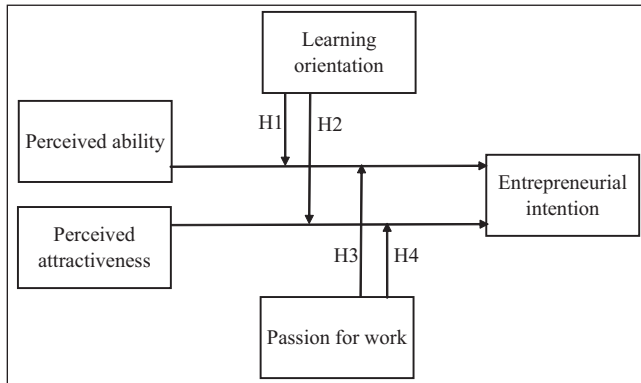 Learning
orientation
H1
H2
Perceived ability
Entrepreneurial
intention
Perceived
attractiveness
H3
H4
Passion for work